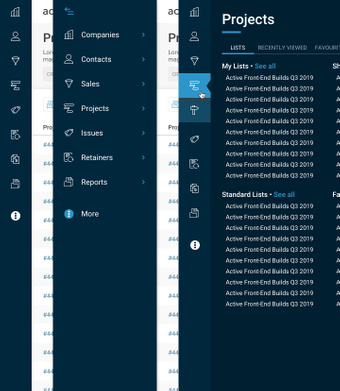 ac
Pr
Lore
man
Proj
#44
Companies
Contacts
Sales
Projects
Issues
Retainers
Reports
More
ac
Pr
Proj
#44
Projects
LISTS RECENTLY VIEWED FAVOURI
My Lists • See all
Active Front-End Builds Q3 2019
Active Front-End Builds Q3 2019
Active Front-End Builds Q3 2019
Active Front-End Builds Q3 2019
Active Front-End Builds Q3 2019
Active Front-End Builds Q3 2019
Active Front-End Builds Q3 2019
Active Front-End Builds Q3 2019
Active Front-End Builds Q3 2019
Active Front-End Builds Q3 2019
Standard Lists • See all
Active Front-End Builds Q3 2019
Active Front-End Builds Q3 2019
Active Front-End Builds Q3 2019
Active Front-End Builds Q3 2019
Active Front-End Builds Q3 2019
Active Front-End Builds Q3 2019
Active Front-End Builds Q3 2019
Active Front-End Builds Q3 2019
Active Front-End Builds Q3 2019
Active Front-End Builds Q3 2019
Sh
Fa